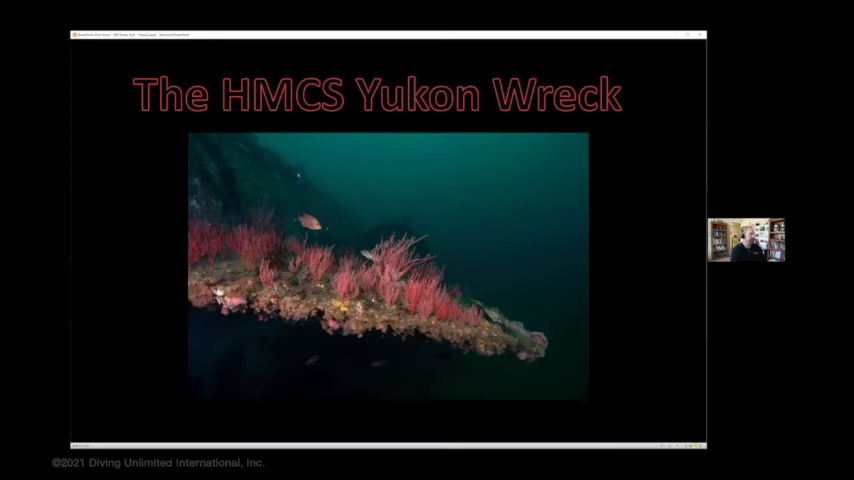 The HMCS Yukon Wreck
©2021 Diving Unlimited International, Inc.